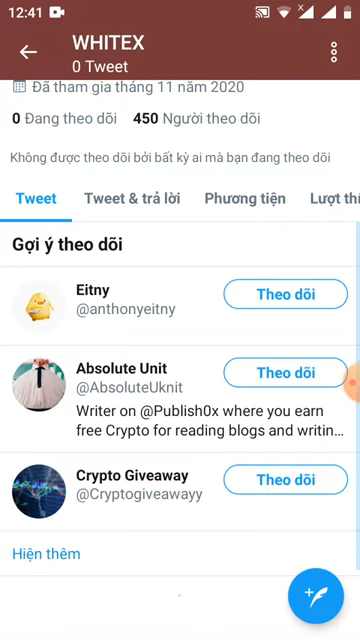 12:41
WHITEX
0 Tweet
Đã tham gia tháng 11 năm 2020
0 Đang theo dõi 450 Người theo dõi
Không được theo dõi bởi bất kỳ ai mà bạn đang theo dõi
Tweet Tweet & trả lời Phương tiện Lượt thí
Gợi ý theo dõi
Eitny
@anthonyeitny
Theo dõi
Absolute Unit
@AbsoluteUknit
Theo dõi
Writer on @Publish0x where you earn
free Crypto for reading blogs and writin…
Crypto Giveaway
@Cryptogiveawayy
Theo dõi
Hiện thêm